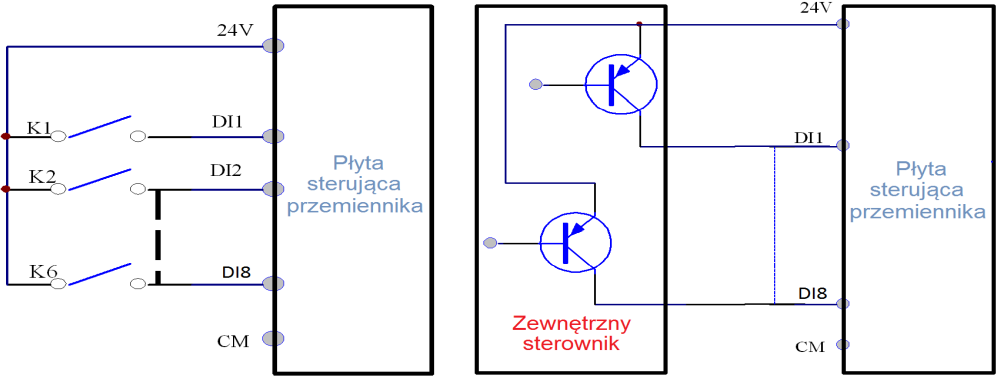 24V
K1
DI1
K2
DI2
K6
DI8
CM
Płyta
sterująca
przemiennika
24V
DI1
DI8
CM
Zewnętrzny
sterownik
Płyta
sterująca
przemiennika